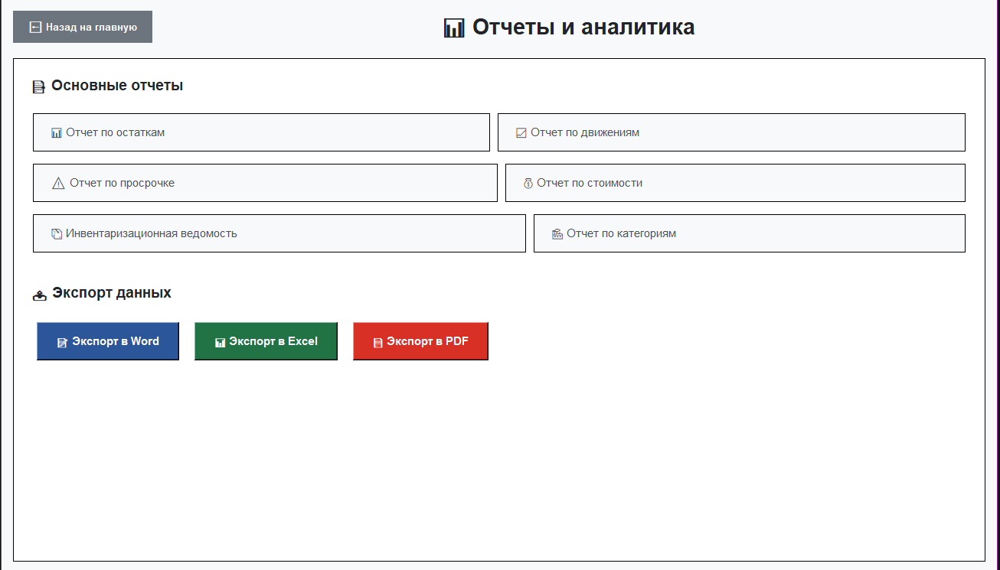 Назад на главную
Отчеты и аналитика
Основные отчеты
Отчет по остаткам
Отчет по движениям
Отчет по просрочке
Отчет по стоимости
Инвентаризационная ведомость
Отчет по категориям
Экспорт данных
Экспорт в Word
Экспорт в Excel
Экспорт в PDF